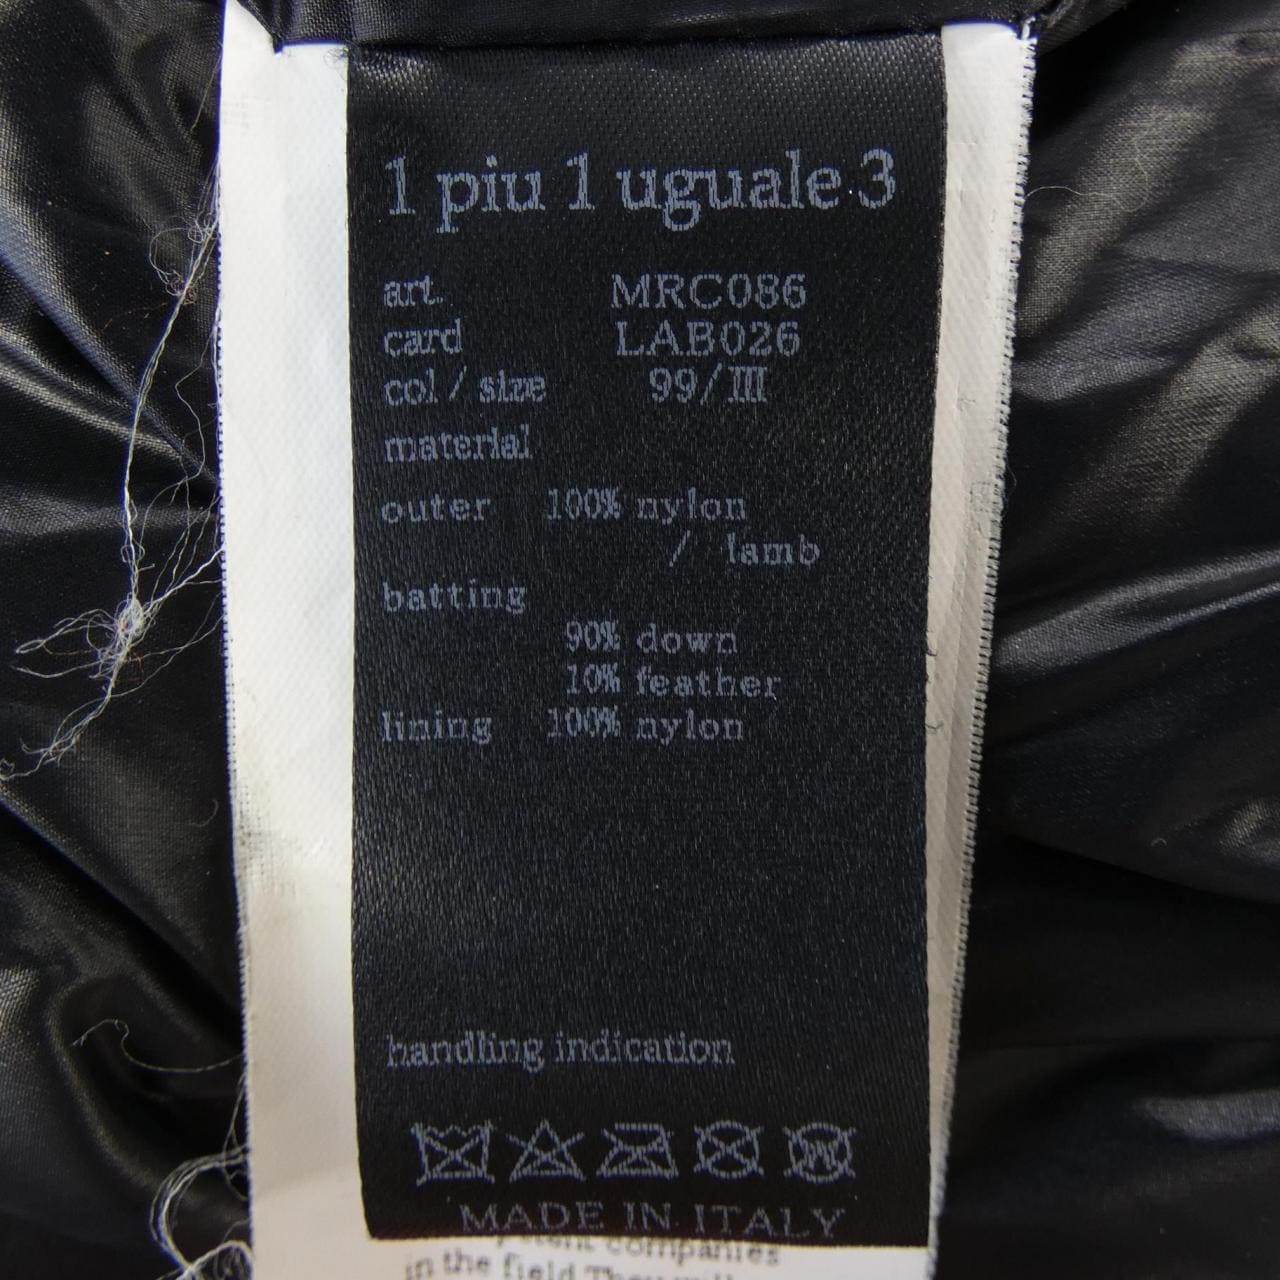 1 piu 1 uguale 3
art. MRC086
card LAB026
col / size 99/III
material
outer 100% nylon
/ lamb
batting
90% down
10% feather
lining 100% nylon
handling indication
MADE IN ITALY
companies
in the field They